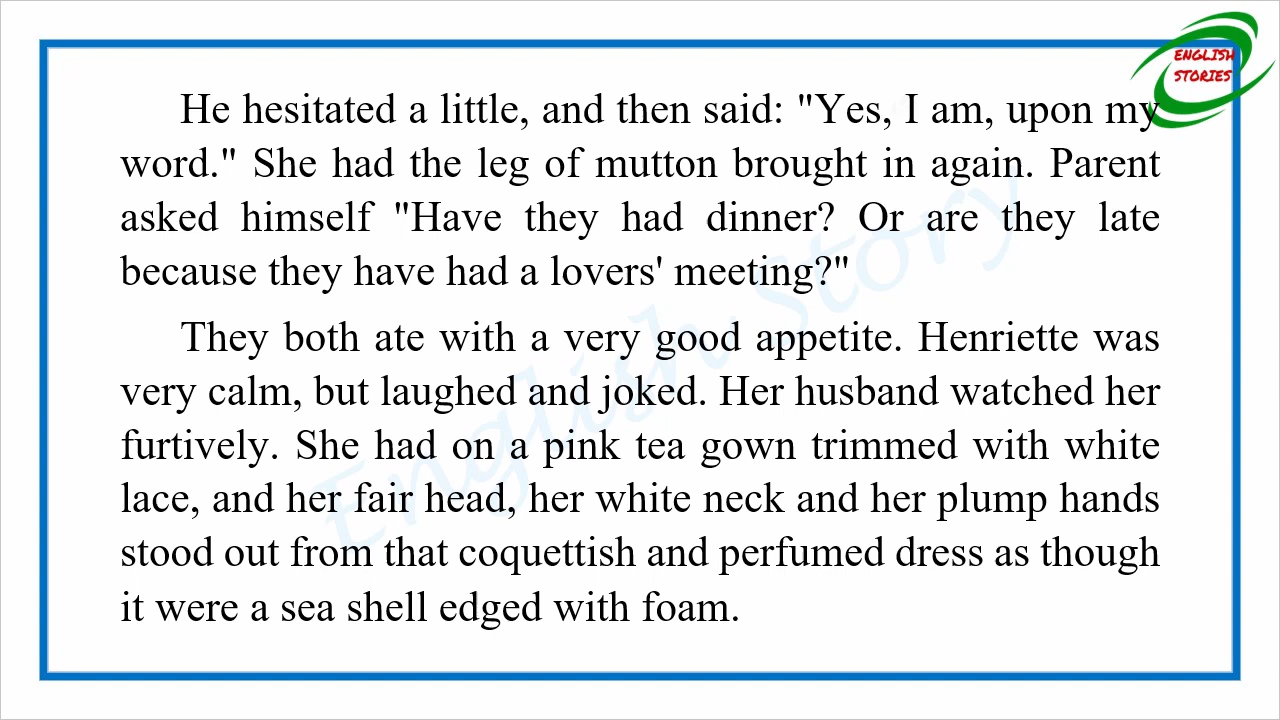 ENGLISH
STORIES
He hesitated a little, and then said: "Yes, I am, upon my
word." She had the leg of mutton brought in again. Parent
asked himself "Have they had dinner? Or are they late
because they have had a lovers' meeting?"
They both ate with a very good appetite. Henriette was
very calm, but laughed and joked. Her husband watched her
furtively. She had on a pink tea gown trimmed with white
lace, and her fair head, her white neck and her plump hands
stood out from that coquettish and perfumed dress as though
it were a sea shell edged with foam.
English Story